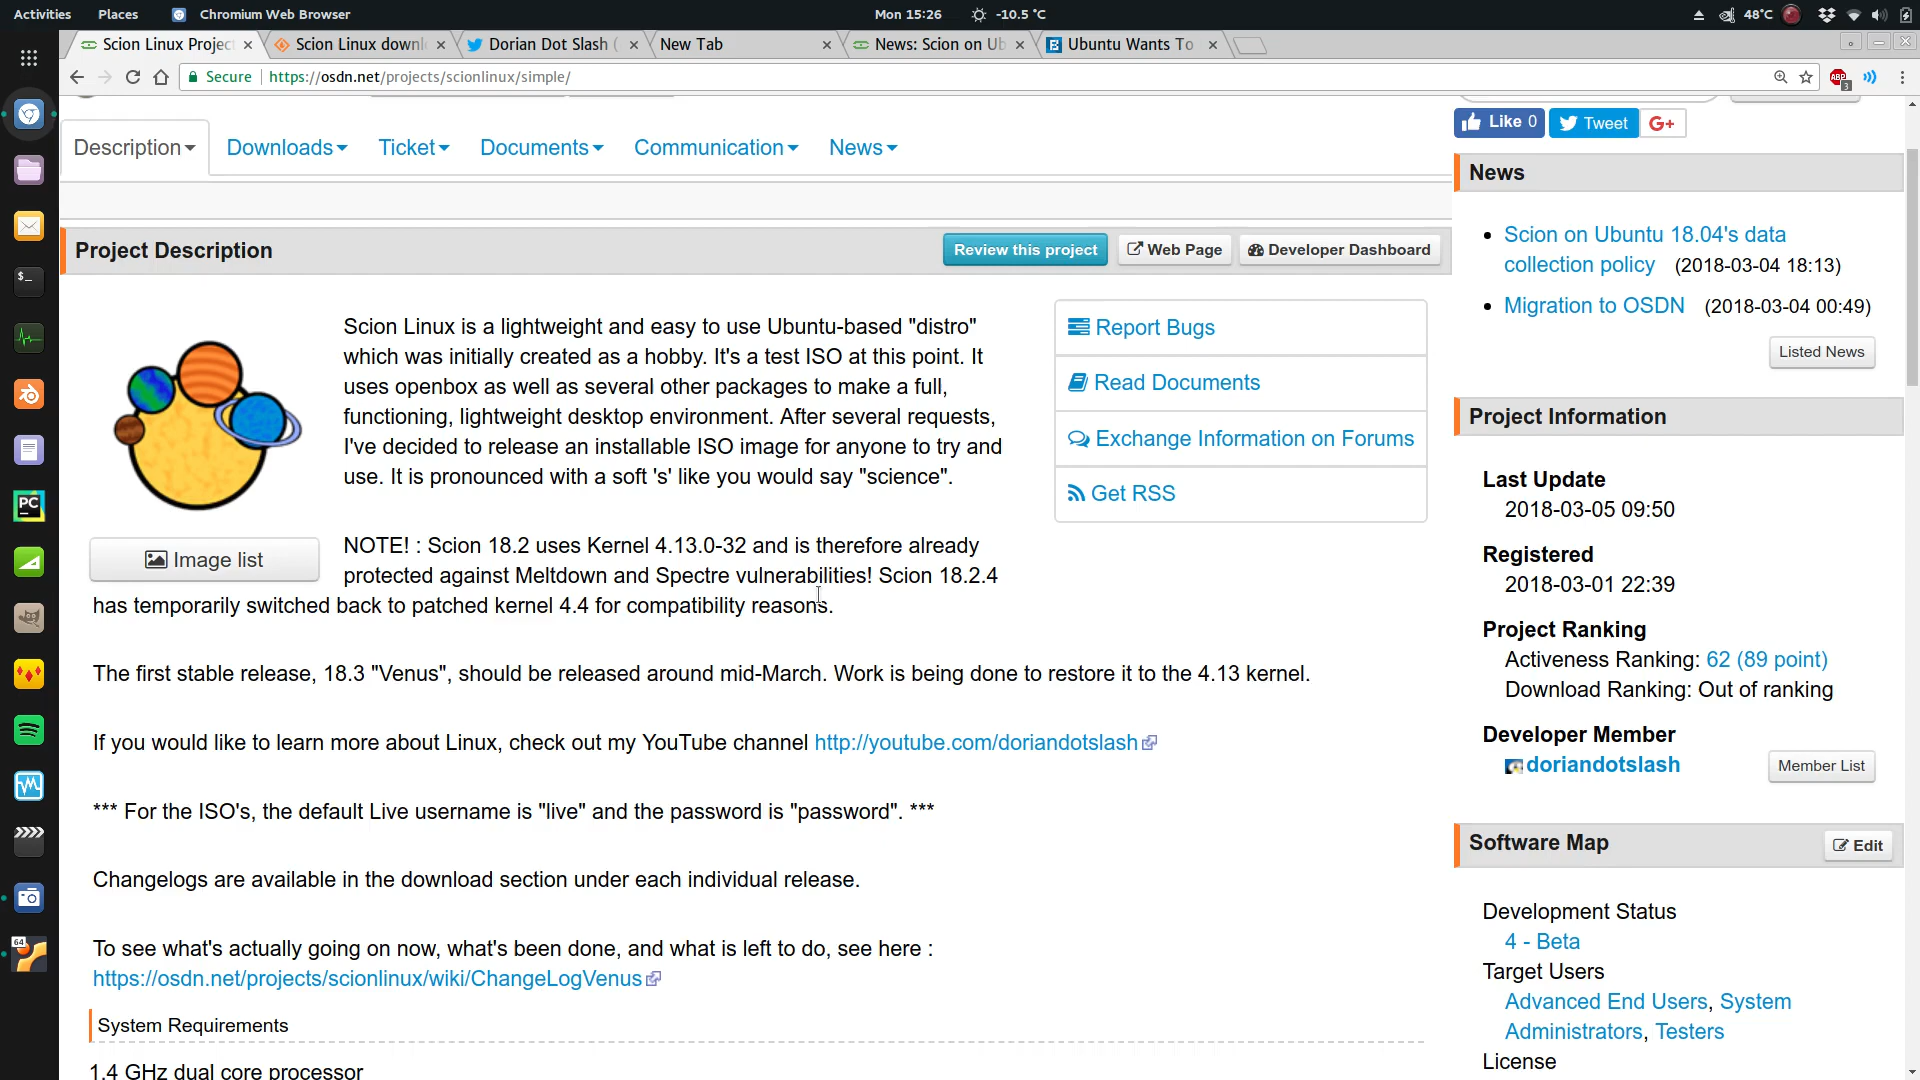 Activities Places Chromium Web Browser Mon 15:26 -10.5 °C 48°C
Scion Linux Projec Scion Linux downl Dorian Dot Slash ( New Tab News: Scion on Ub Ubuntu Wants To
Secure https://osdn.net/projects/scionlinux/simple/
Description Downloads Ticket Documents Communication News
Project Description
Review this project Web Page Developer Dashboard
Scion Linux is a lightweight and easy to use Ubuntu-based "distro"
which was initially created as a hobby. It's a test ISO at this point. It
uses openbox as well as several other packages to make a full,
functioning, lightweight desktop environment. After several requests,
I've decided to release an installable ISO image for anyone to try and
use. It is pronounced with a soft 's' like you would say "science".
Image list
NOTE! : Scion 18.2 uses Kernel 4.13.0-32 and is therefore already
protected against Meltdown and Spectre vulnerabilities! Scion 18.2.4
has temporarily switched back to patched kernel 4.4 for compatibility reasons.
The first stable release, 18.3 "Venus", should be released around mid-March. Work is being done to restore it to the 4.13 kernel.
If you would like to learn more about Linux, check out my YouTube channel http://youtube.com/doriandotslash
*** For the ISO's, the default Live username is "live" and the password is "password". ***
Changelogs are available in the download section under each individual release.
To see what's actually going on now, what's been done, and what is left to do, see here :
https://osdn.net/projects/scionlinux/wiki/ChangeLogVenus
System Requirements
1.4 GHz dual core processor
Report Bugs
Read Documents
Exchange Information on Forums
Get RSS
Like 0 Tweet G+
News
Scion on Ubuntu 18.04's data
collection policy (2018-03-04 18:13)
Migration to OSDN (2018-03-04 00:49)
Listed News
Project Information
Last Update
2018-03-05 09:50
Registered
2018-03-01 22:39
Project Ranking
Activeness Ranking: 62 (89 point)
Download Ranking: Out of ranking
Developer Member
doriandotslash Member List
Software Map Edit
Development Status
4 - Beta
Target Users
Advanced End Users, System
Administrators, Testers
License
$_
PC
64
ABP
3